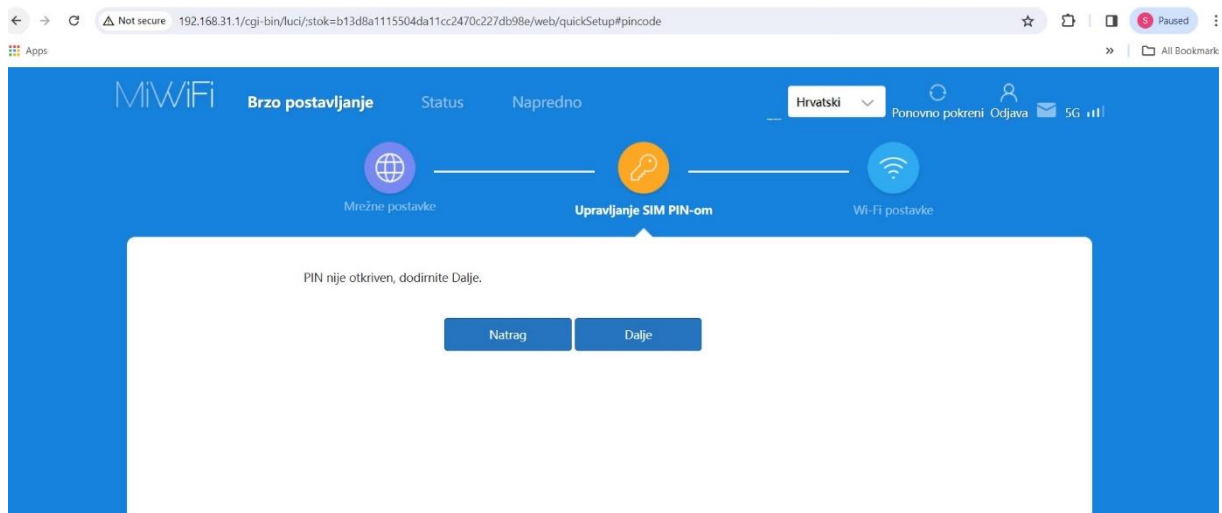 Not secure 192.168.31.1/cgi-bin/luci/;stok=b13d8a1115504da11cc2470c227db98e/web/quickSetup#pincode
S Paused
Apps
» All Bookmark
MiWiFi Brzo postavljanje Status Napredno Hrvatski Ponovno pokreni Odjava 5G
Mrežne postavke Upravljanje SIM PIN-om Wi-Fi postavke
PIN nije otkriven, dodirnite Dalje.
Natrag Dalje